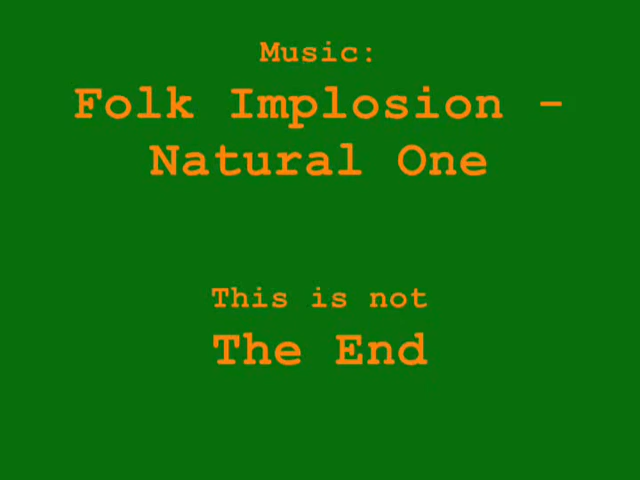 Music:
Folk Implosion -
Natural One
This is not
The End